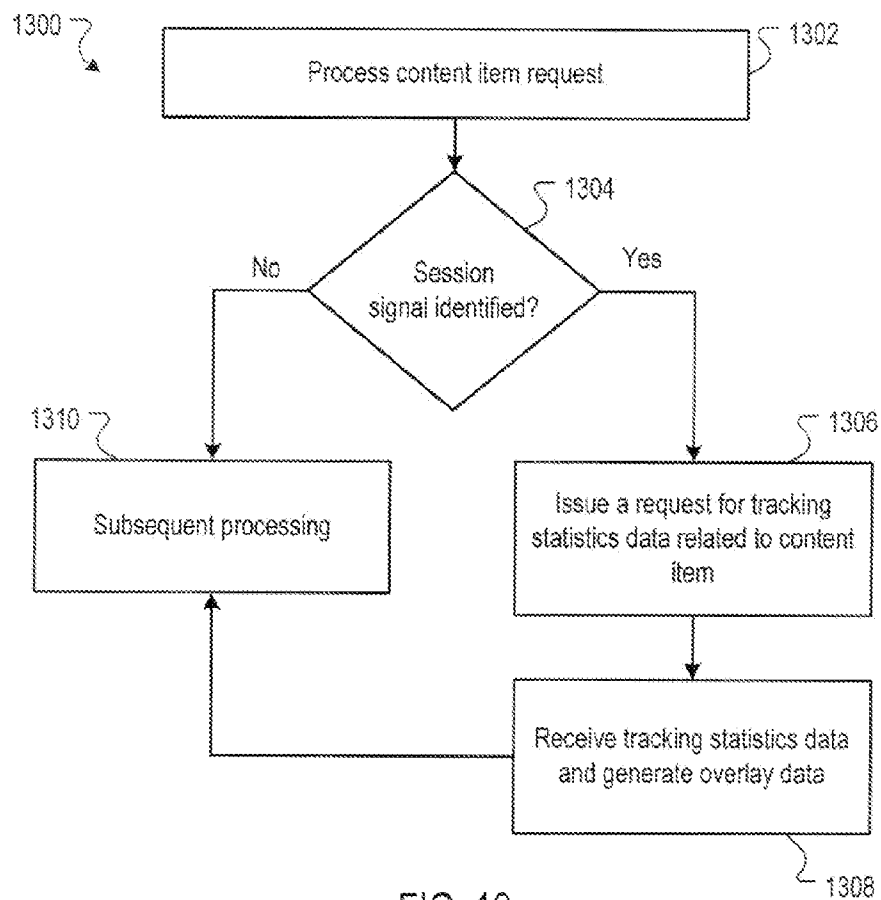 1300
1302
Process content item request
1304
No
Yes
Session
signal identified?
1310
1306
Subsequent processing
Issue a request for tracking
statistics data related to content
item
Receive tracking statistics data
and generate overlay data
1308